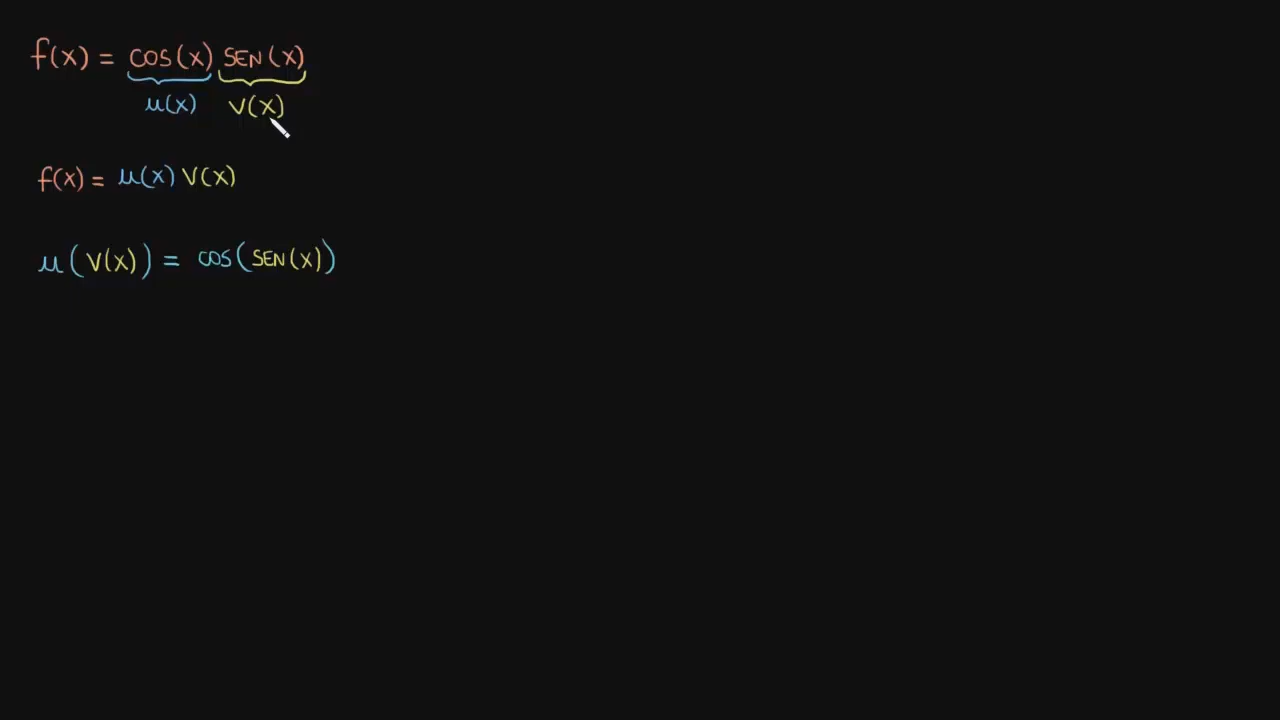 f(x) = COS(x) SEN(x)
u(x) V(x)
f(x) = u(x) V(x)
u(V(x)) = COS(SEN(x))